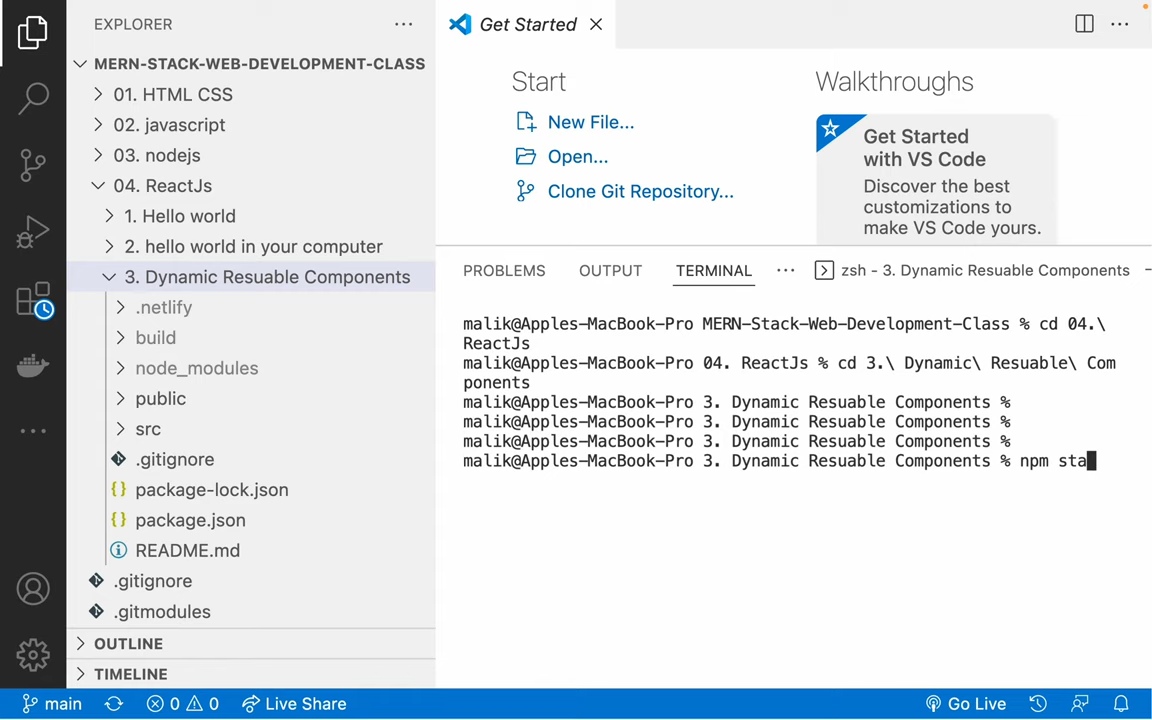 EXPLORER
MERN-STACK-WEB-DEVELOPMENT-CLASS
01. HTML CSS
02. javascript
03. nodejs
04. ReactJs
1. Hello world
2. hello world in your computer
3. Dynamic Resuable Components
.netlify
build
node_modules
public
src
.gitignore
package-lock.json
package.json
README.md
.gitignore
.gitmodules
OUTLINE
TIMELINE
Get Started
Start
New File...
Open...
Clone Git Repository...
Walkthroughs
Get Started
with VS Code
Discover the best
customizations to
make VS Code yours.
PROBLEMS OUTPUT TERMINAL ··· zsh - 3. Dynamic Resuable Components
malik@Apples-MacBook-Pro MERN-Stack-Web-Development-Class % cd 04.\
ReactJs
malik@Apples-MacBook-Pro 04. ReactJs % cd 3.\ Dynamic\ Resuable\ Com
ponents
malik@Apples-MacBook-Pro 3. Dynamic Resuable Components %
malik@Apples-MacBook-Pro 3. Dynamic Resuable Components %
malik@Apples-MacBook-Pro 3. Dynamic Resuable Components %
malik@Apples-MacBook-Pro 3. Dynamic Resuable Components % npm sta
main 0 0 Live Share Go Live